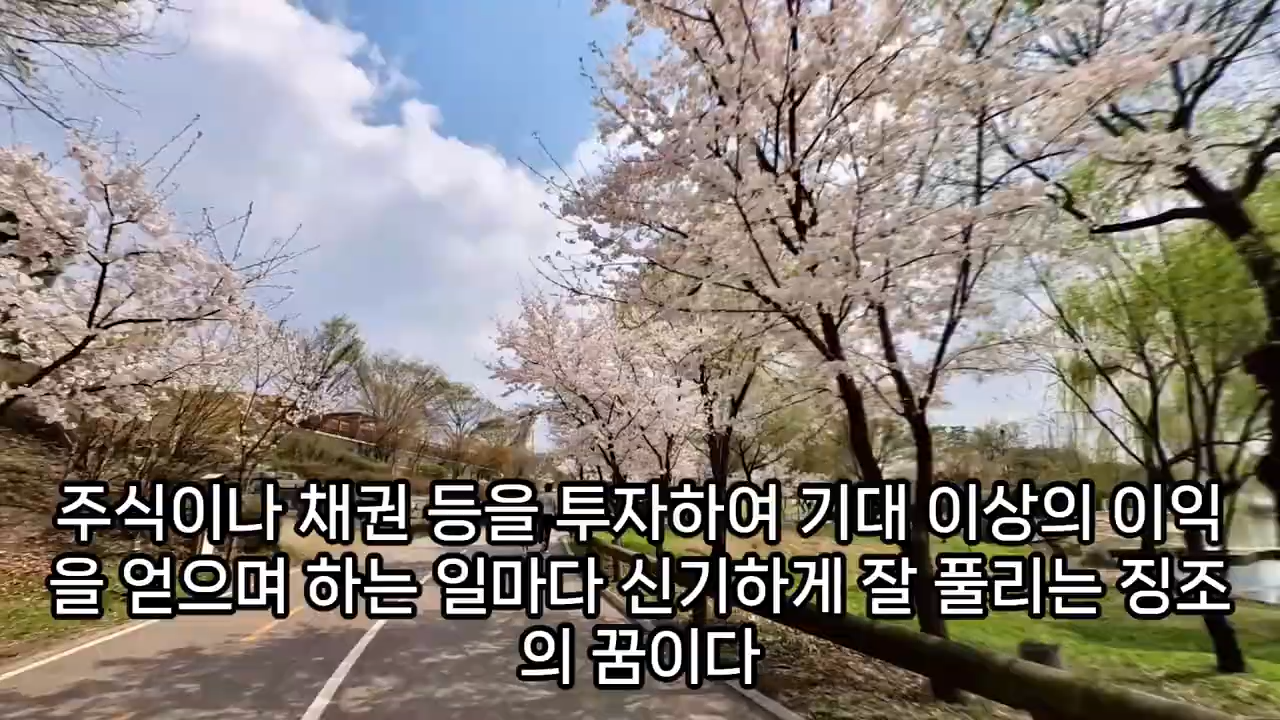 주식이나 채권 등을 투자하여 기대 이상의 이익
을 얻으며 하는 일마다 신기하게 잘 풀리는 징조
의 꿈이다